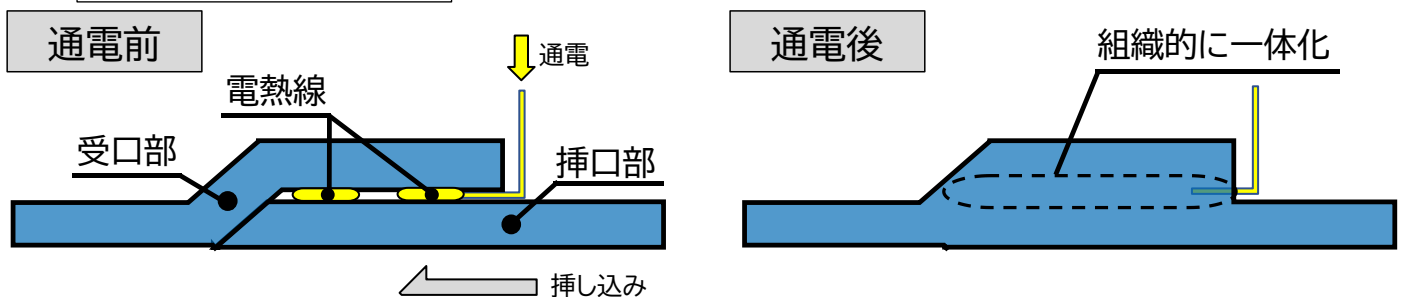 通電前
通電
電熱線
受口部
挿口部
挿し込み
通電後
組織的に一体化